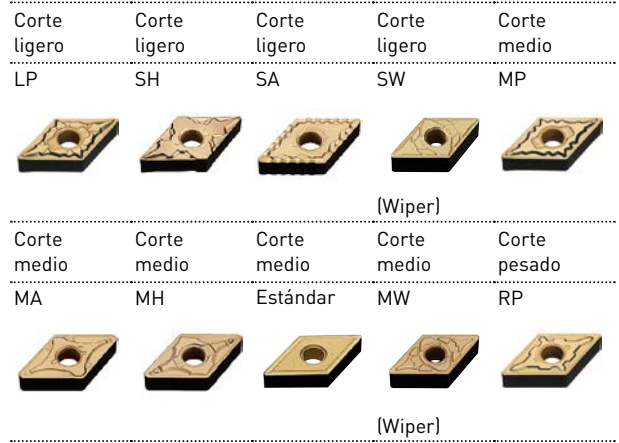 Corte ligero
Corte ligero
Corte ligero
Corte ligero
Corte medio
LP
SH
SA
SW
MP
(Wiper)
Corte medio
Corte medio
Corte medio
Corte medio
Corte pesado
MA
MH
Estándar
MW
RP
(Wiper)